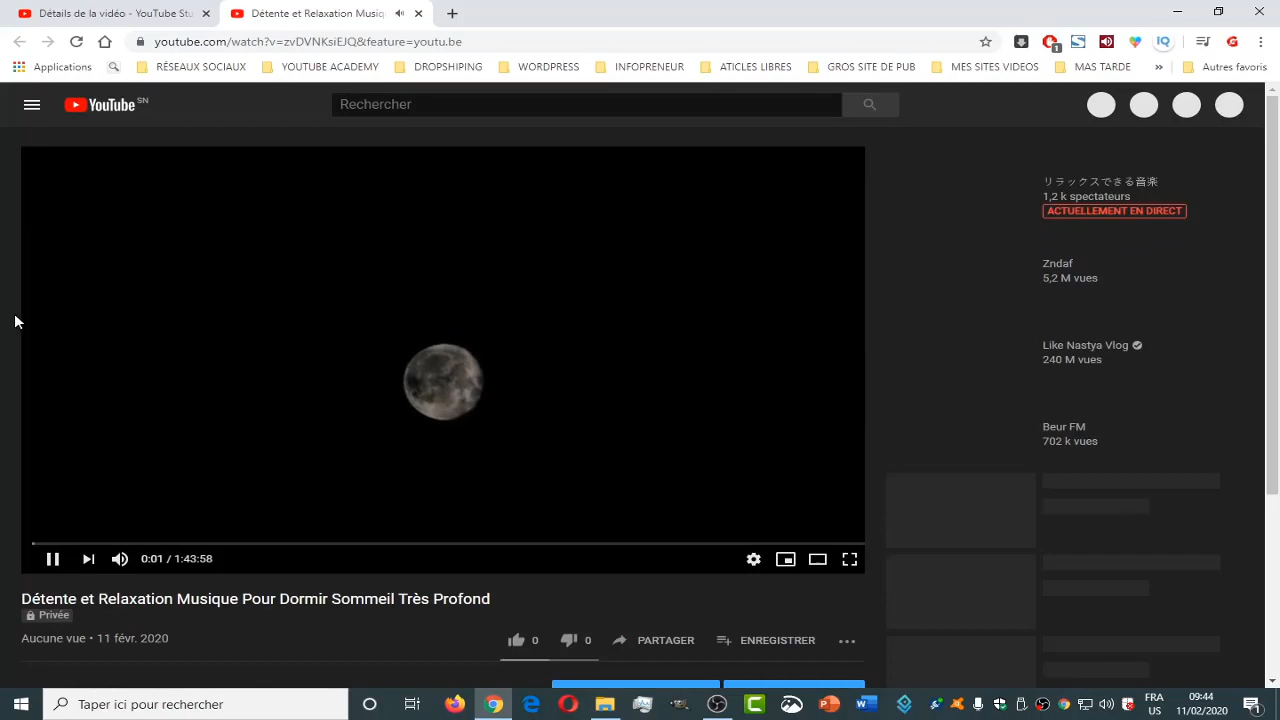 Détails de la vidéo - YouTube Stu
Détente et Relaxation Musiq
youtube.com/watch?v=zvDVNKsiEJQ&feature=youtu.be
1
IQ
Applications
RÉSEAUX SOCIAUX
YOUTUBE ACADEMY
DROPSHIPING
WORDPRESS
INFOPRENEUR
ATICLES LIBRES
GROS SITE DE PUB
MES SITES VIDEOS
MAS TARDE
»
Autres favoris
YouTube SN
Rechercher
リラックスできる音楽
1,2 k spectateurs
ACTUELLEMENT EN DIRECT
Zndaf
5,2 M vues
Like Nastya Vlog
240 M vues
Beur FM
702 k vues
0:01 / 1:43:58
Détente et Relaxation Musique Pour Dormir Sommeil Très Profond
Privée
Aucune vue • 11 févr. 2020
0
0
PARTAGER
ENREGISTRER
Taper ici pour rechercher
FRA
US
09:44
11/02/2020
1